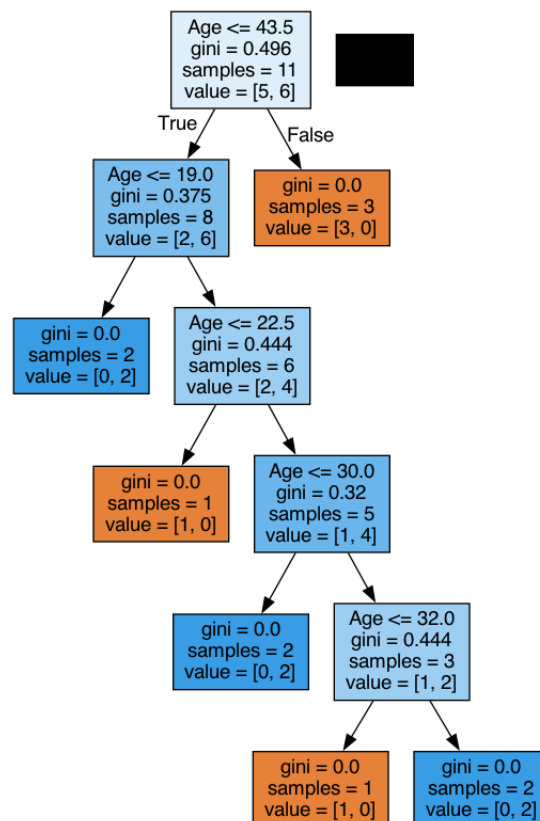 Age <= 43.5
gini = 0.496
samples = 11
value = [5, 6]
True
False
Age <= 19.0
gini = 0.375
samples = 8
value = [2, 6]
gini = 0.0
samples = 3
value = [3, 0]
gini = 0.0
samples = 2
value = [0, 2]
Age <= 22.5
gini = 0.444
samples = 6
value = [2, 4]
gini = 0.0
samples = 1
value = [1, 0]
Age <= 30.0
gini = 0.32
samples = 5
value = [1, 4]
gini = 0.0
samples = 2
value = [0, 2]
Age <= 32.0
gini = 0.444
samples = 3
value = [1, 2]
gini = 0.0
samples = 1
value = [1, 0]
gini = 0.0
samples = 2
value = [0, 2]